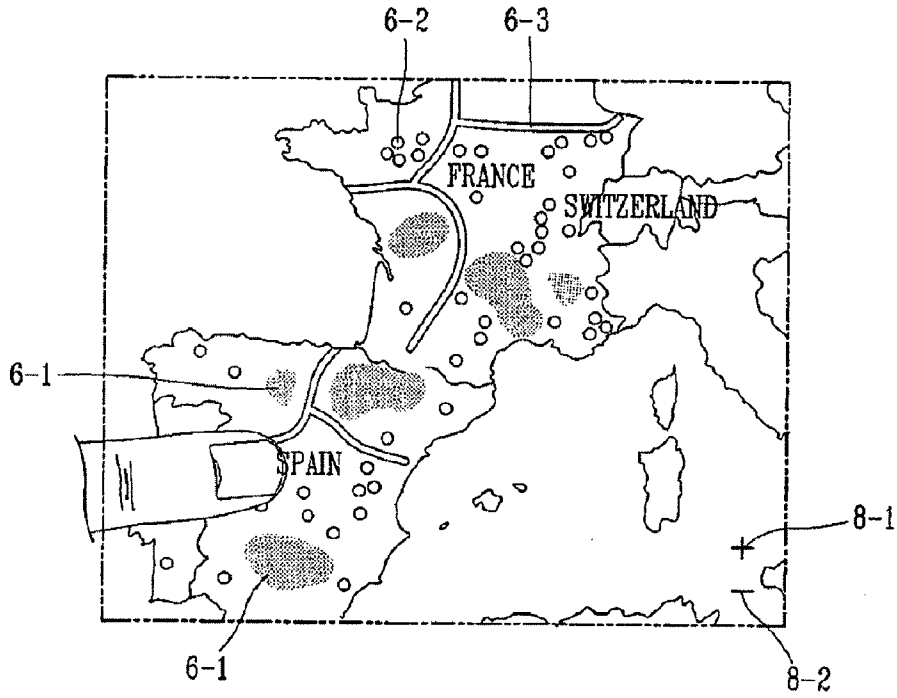 6-2
6-3
FRANCE
SWITZERLAND
6-1
SPAIN
8-1
+
−
6-1
8-2